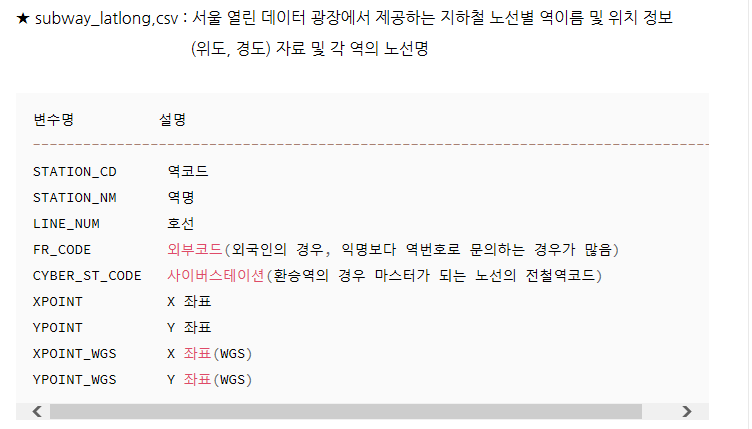 ★ subway_latlong,csv : 서울 열린 데이터 광장에서 제공하는 지하철 노선별 역이름 및 위치 정보
(위도, 경도) 자료 및 각 역의 노선명
변수명 설명
STATION_CD 역코드
STATION_NM 역명
LINE_NUM 호선
FR_CODE 외부코드(외국인의 경우, 익명보다 역번호로 문의하는 경우가 많음)
CYBER_ST_CODE 사이버스테이션(환승역의 경우 마스터가 되는 노선의 전철역코드)
XPOINT X 좌표
YPOINT Y 좌표
XPOINT_WGS X 좌표(WGS)
YPOINT_WGS Y 좌표(WGS)